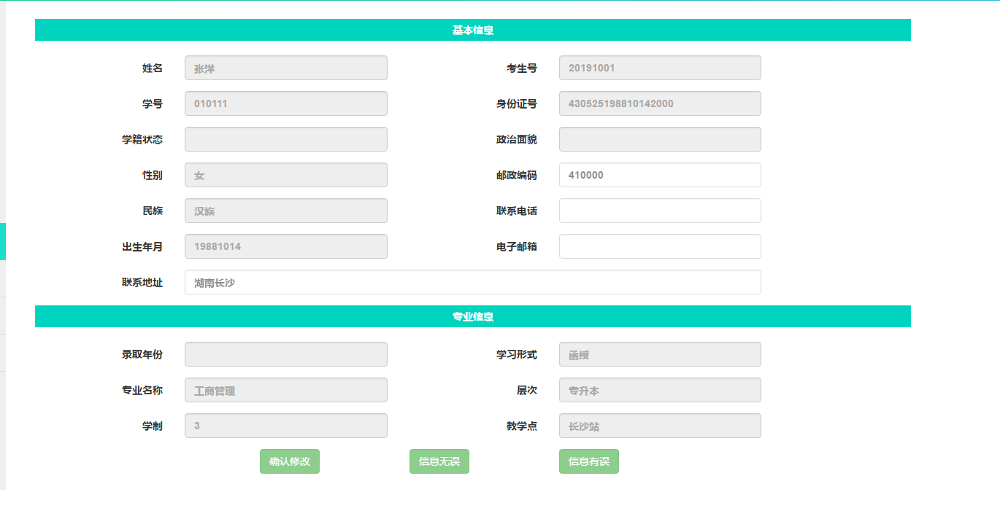 基本信息
姓名 张洋 考生号 20191001
学号 010111 身份证号 430525198810142000
学籍状态 政治面貌
性别 女 邮政编码 410000
民族 汉族 联系电话
出生年月 19881014 电子邮箱
联系地址 湖南长沙
专业信息
录取年份 学习形式 函授
专业名称 工商管理 层次 专升本
学制 3 教学点 长沙站
确认修改 信息无误 信息有误